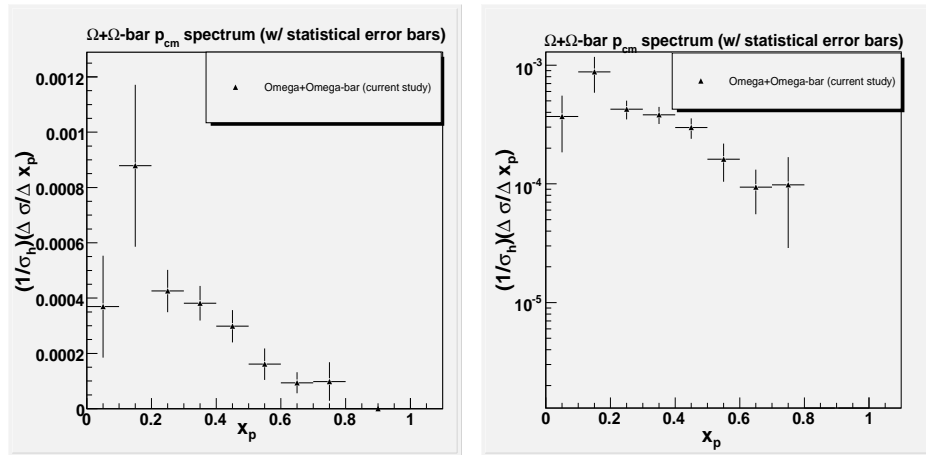 Ω+Ω-bar p_cm spectrum (w/ statistical error bars)
Omega+Omega-bar (current study)
(1/σ_h)(Δ σ/Δ x_p)
0.0012
0.001
0.0008
0.0006
0.0004
0.0002
0
0 0.2 0.4 0.6 0.8 1
x_p
Ω+Ω-bar p_cm spectrum (w/ statistical error bars)
Omega+Omega-bar (current study)
(1/σ_h)(Δ σ/Δ x_p)
10^-3
10^-4
10^-5
0 0.2 0.4 0.6 0.8 1
x_p